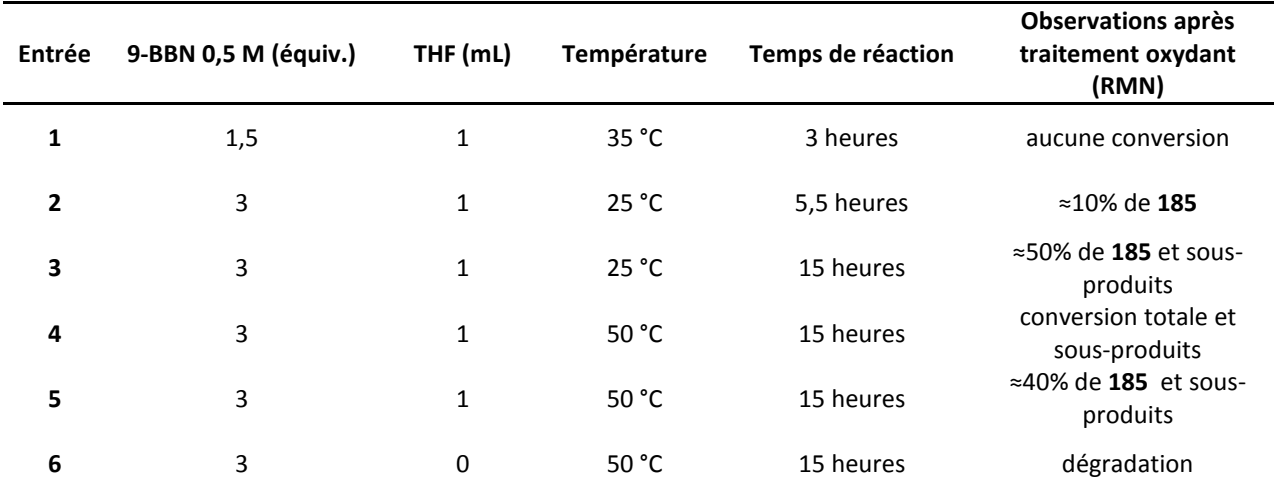 Entrée 9-BBN 0,5 M (équiv.) THF (mL) Température Temps de réaction Observations après traitement oxydant (RMN)
1 1,5 1 35 °C 3 heures aucune conversion
2 3 1 25 °C 5,5 heures ≈10% de 185
3 3 1 25 °C 15 heures ≈50% de 185 et sous-
produits
4 3 1 50 °C 15 heures conversion totale et
sous-produits
5 3 1 50 °C 15 heures ≈40% de 185 et sous-
produits
6 3 0 50 °C 15 heures dégradation